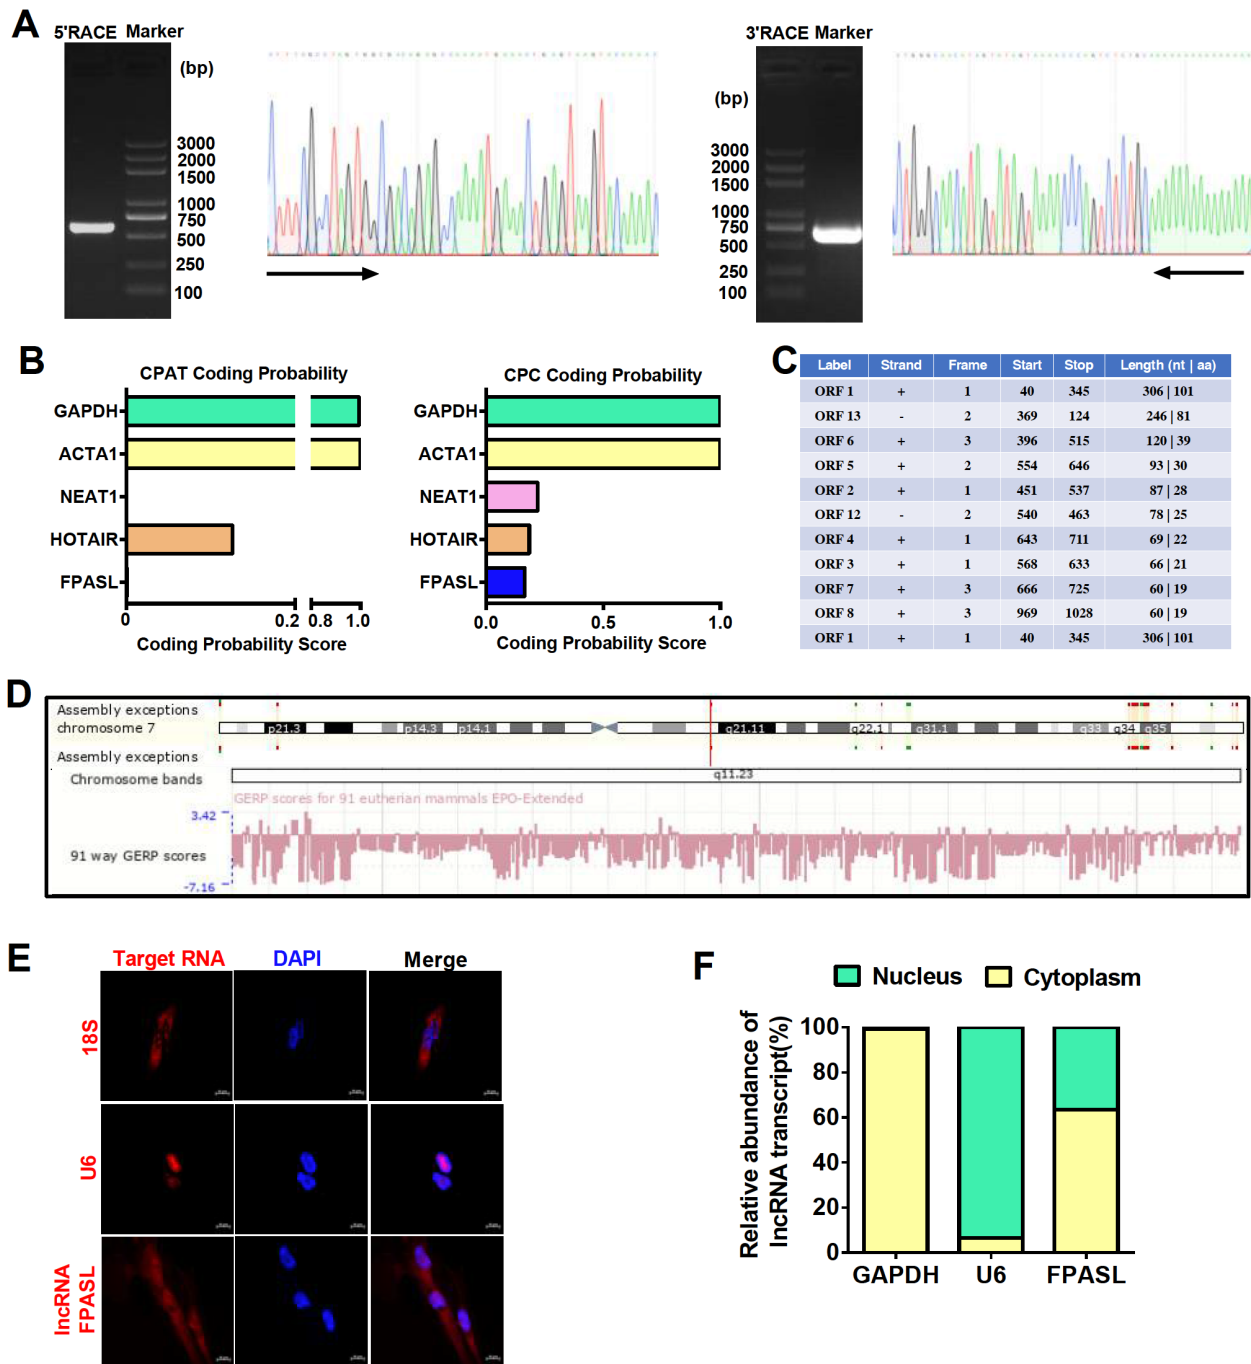 A
5'RACE Marker
(bp)
3000
2000
1500
1000
750
500
250
100
3'RACE Marker
(bp)
3000
2000
1500
1000
750
500
250
100
B
CPAT Coding Probability
GAPDH
ACTA1
NEAT1
HOTAIR
FPASL
0 0.2 0.8 1.0
Coding Probability Score
CPC Coding Probability
GAPDH
ACTA1
NEAT1
HOTAIR
FPASL
0.0 0.5 1.0
Coding Probability Score
C
Label Strand Frame Start Stop Length (nt | aa)
ORF 1 + 1 40 345 306 | 101
ORF 13 - 2 369 124 246 | 81
ORF 6 + 3 396 515 120 | 39
ORF 5 + 2 554 646 93 | 30
ORF 2 + 1 451 537 87 | 28
ORF 12 - 2 540 463 78 | 25
ORF 4 + 1 643 711 69 | 22
ORF 3 + 1 568 633 66 | 21
ORF 7 + 3 666 725 60 | 19
ORF 8 + 3 969 1028 60 | 19
ORF 1 + 1 40 345 306 | 101
D
Assembly exceptions
chromosome 7
p21.3 p14.3 p14.1 q21.11 q22.1 q31.1 q33 q34 q35
Assembly exceptions
Chromosome bands
q11.23
GERP scores for 91 eutherian mammals EPO-Extended
3.42
91 way GERP scores
-7.16
E
Target RNA DAPI Merge
18S
U6
lncRNA
FPASL
F
Nucleus Cytoplasm
Relative abundance of
lncRNA transcript(%)
100
80
60
40
20
0
GAPDH U6 FPASL